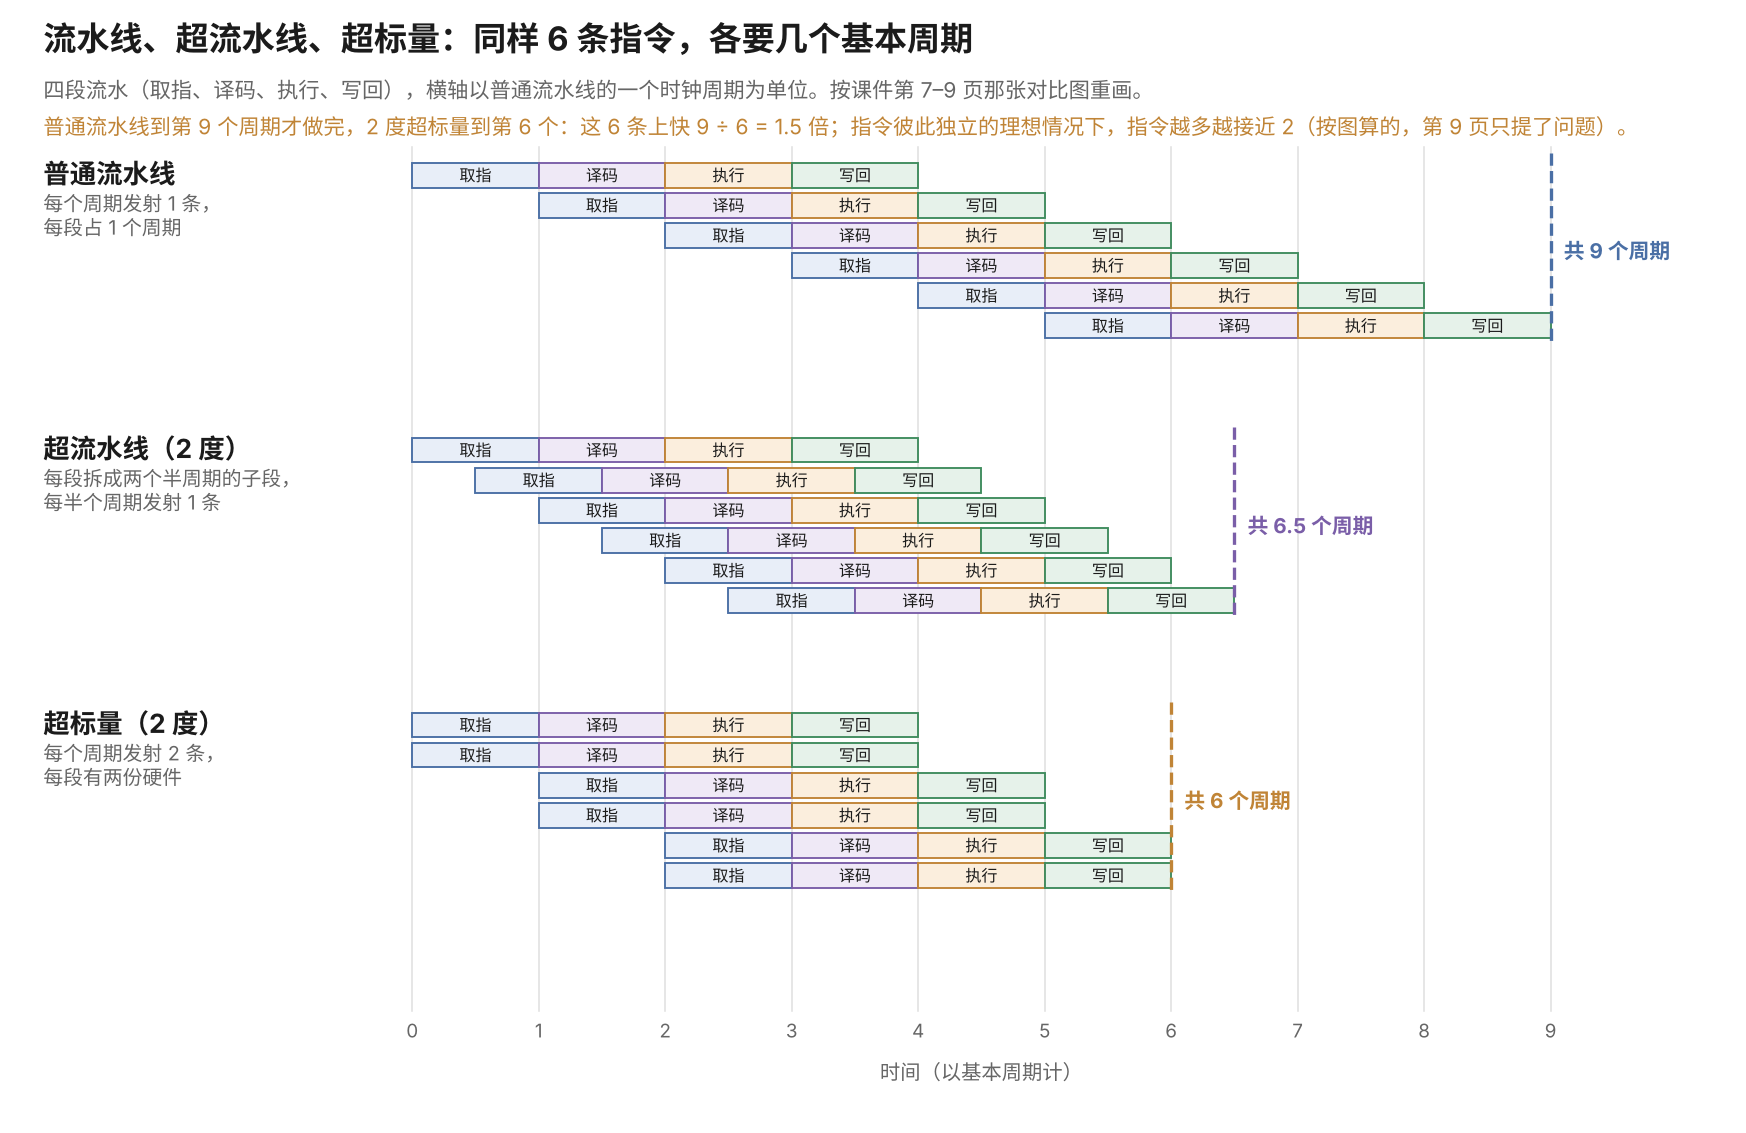 流水线、超流水线、超标量：同样 6 条指令，各要几个基本周期
四段流水（取指、译码、执行、写回），横轴以普通流水线的一个时钟周期为单位。按课件第 7–9 页那张对比图重画。
普通流水线到第 9 个周期才做完，2 度超标量到第 6 个：这 6 条上快 9 ÷ 6 = 1.5 倍；指令彼此独立的理想情况下，指令越多越接近 2（按图算的，第 9 页只提了问题）。
普通流水线
每个周期发射 1 条，
每段占 1 个周期
取指 译码 执行 写回
取指 译码 执行 写回
取指 译码 执行 写回
取指 译码 执行 写回
取指 译码 执行 写回
取指 译码 执行 写回
共 9 个周期
超流水线（2 度）
每段拆成两个半周期的子段，
每半个周期发射 1 条
取指 译码 执行 写回
取指 译码 执行 写回
取指 译码 执行 写回
取指 译码 执行 写回
取指 译码 执行 写回
取指 译码 执行 写回
共 6.5 个周期
超标量（2 度）
每个周期发射 2 条，
每段有两份硬件
取指 译码 执行 写回
取指 译码 执行 写回
取指 译码 执行 写回
取指 译码 执行 写回
取指 译码 执行 写回
取指 译码 执行 写回
共 6 个周期
0 1 2 3 4 5 6 7 8 9
时间（以基本周期计）